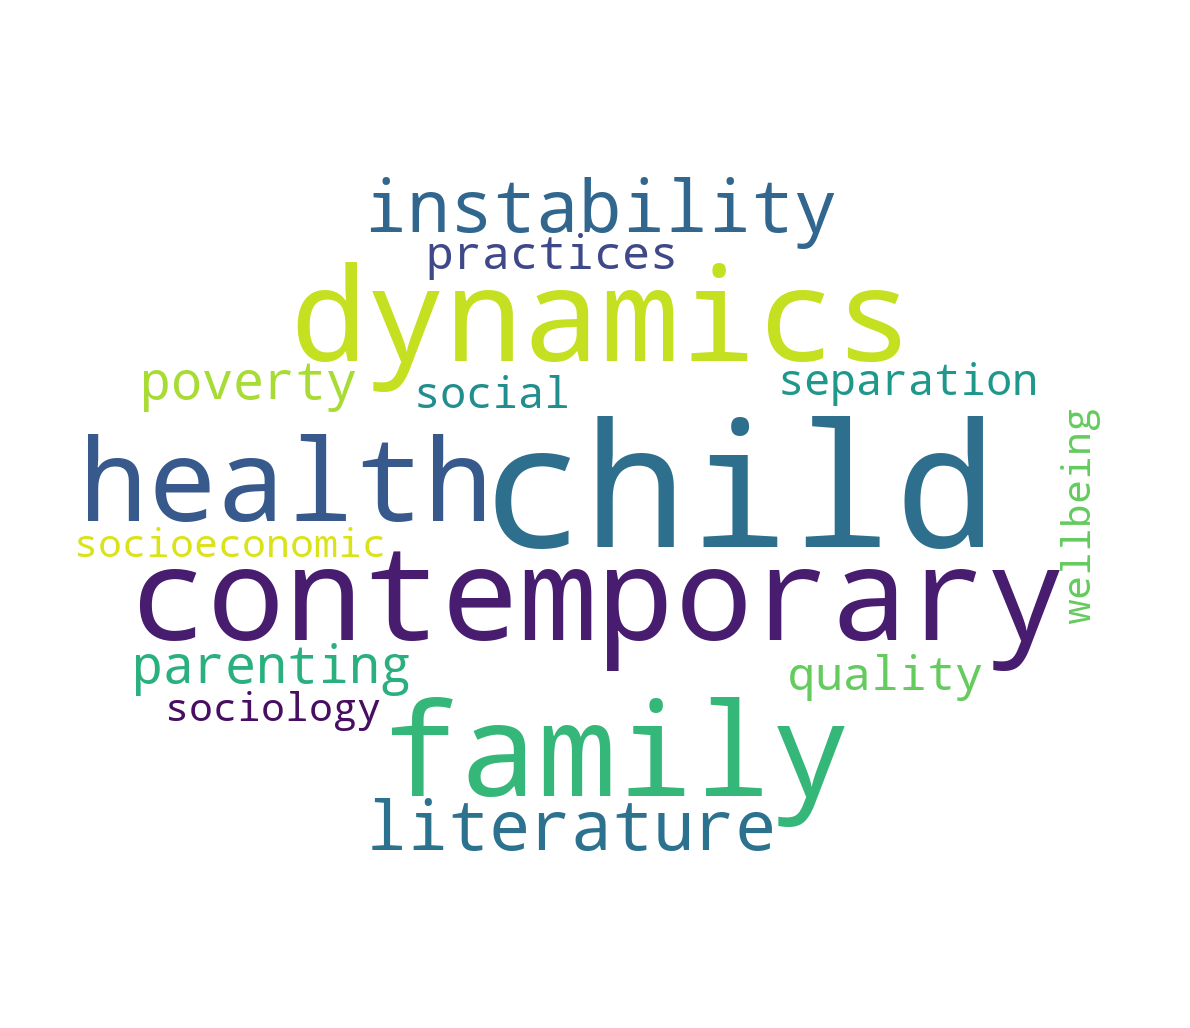 instability
practices
dynamics
poverty
social
separation
health
child
wellbeing
socioeconomic
contemporary
parenting
quality
sociology
family
literature